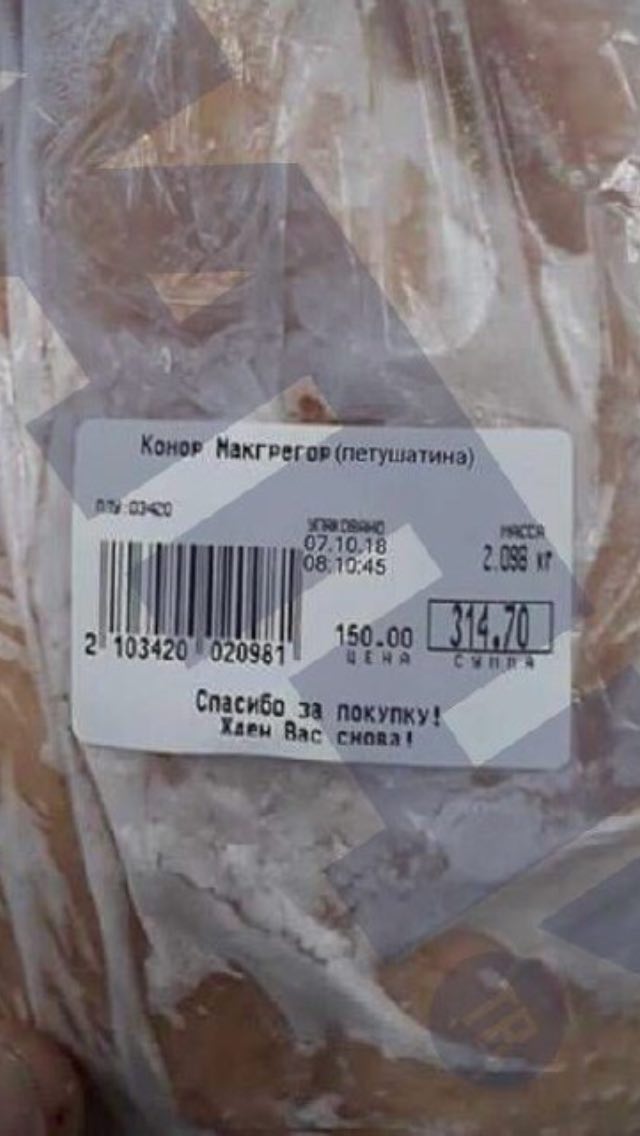 Конор Макгрегор (петушатина)
ПЛУ:03420
УПАКОВАНО
МАССА
07.10.18
2.098 кг
08:10:45
150.00
314.70
ЦЕНА
СУММА
2 103420 020981
Спасибо за покупку!
Ждем Вас снова!
TP